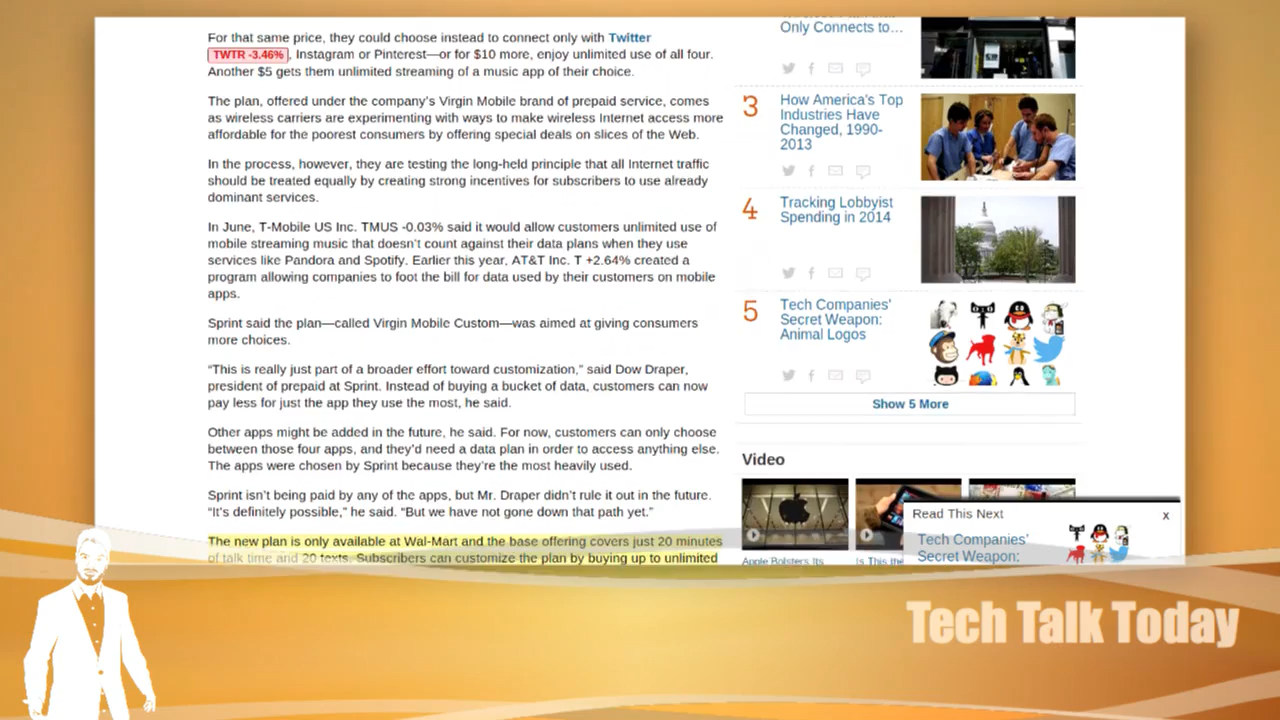 For that same price, they could choose instead to connect only with Twitter
TWTR -3.46% , Instagram or Pinterest—or for $10 more, enjoy unlimited use of all four.
Another $5 gets them unlimited streaming of a music app of their choice.
The plan, offered under the company's Virgin Mobile brand of prepaid service, comes
as wireless carriers are experimenting with ways to make wireless Internet access more
affordable for the poorest consumers by offering special deals on slices of the Web.
In the process, however, they are testing the long-held principle that all Internet traffic
should be treated equally by creating strong incentives for subscribers to use already
dominant services.
In June, T-Mobile US Inc. TMUS -0.03% said it would allow customers unlimited use of
mobile streaming music that doesn't count against their data plans when they use
services like Pandora and Spotify. Earlier this year, AT&T Inc. T +2.64% created a
program allowing companies to foot the bill for data used by their customers on mobile
apps.
Sprint said the plan—called Virgin Mobile Custom—was aimed at giving consumers
more choices.
“This is really just part of a broader effort toward customization,” said Dow Draper,
president of prepaid at Sprint. Instead of buying a bucket of data, customers can now
pay less for just the app they use the most, he said.
Other apps might be added in the future, he said. For now, customers can only choose
between those four apps, and they'd need a data plan in order to access anything else.
The apps were chosen by Sprint because they're the most heavily used.
Sprint isn't being paid by any of the apps, but Mr. Draper didn't rule it out in the future.
“It's definitely possible,” he said. “But we have not gone down that path yet.”
The new plan is only available at Wal-Mart and the base offering covers just 20 minutes
of talk time and 20 texts. Subscribers can customize the plan by buying up to unlimited
Only Connects to…
3
How America's Top
Industries Have
Changed, 1990-
2013
4
Tracking Lobbyist
Spending in 2014
5
Tech Companies'
Secret Weapon:
Animal Logos
Show 5 More
Video
Apple Bolsters Its
Is This the
Read This Next
x
Tech Companies'
Secret Weapon:
Tech Talk Today